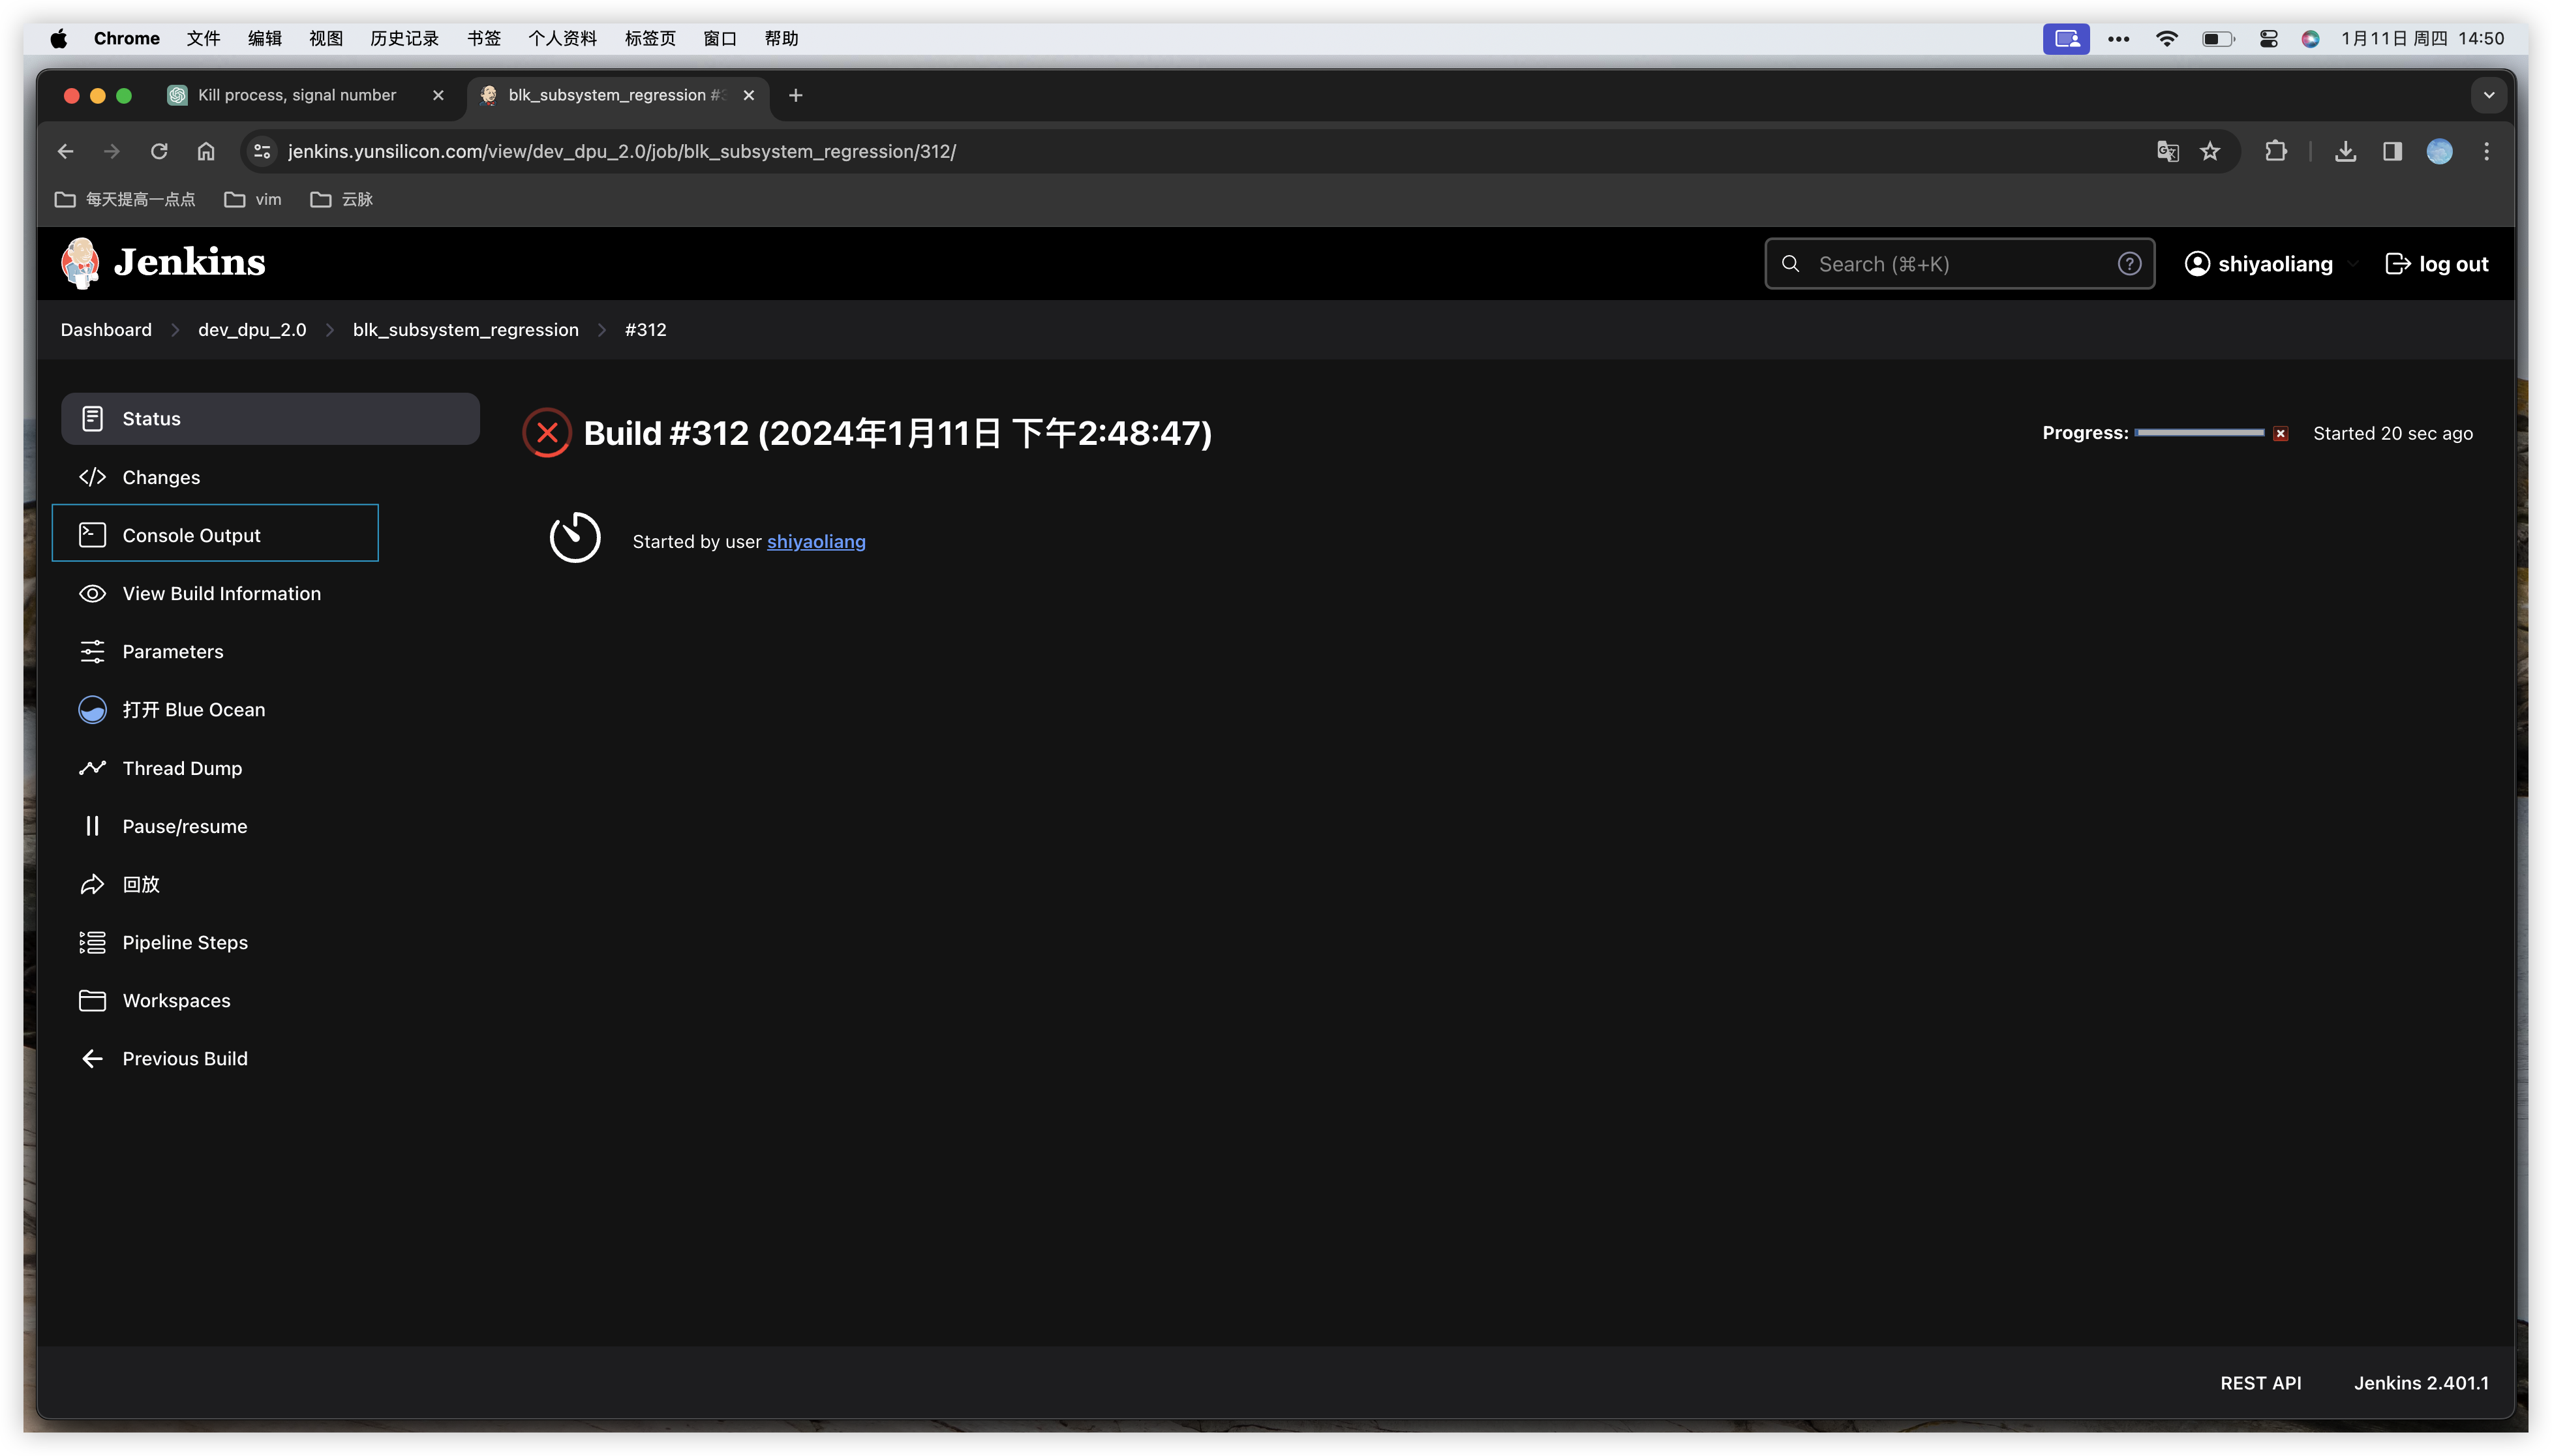 Chrome 文件 编辑 视图 历史记录 书签 个人资料 标签页 窗口 帮助 1月11日 周四 14:50
Kill process, signal number blk_subsystem_regression #
jenkins.yunsilicon.com/view/dev_dpu_2.0/job/blk_subsystem_regression/312/
每天提高一点点 vim 云脉
Jenkins Search (⌘+K) shiyaoliang log out
Dashboard dev_dpu_2.0 blk_subsystem_regression #312
Status
Build #312 (2024年1月11日 下午2:48:47)
Progress: Started 20 sec ago
Changes
Console Output
Started by user shiyaoliang
View Build Information
Parameters
打开 Blue Ocean
Thread Dump
Pause/resume
回放
Pipeline Steps
Workspaces
Previous Build
REST API Jenkins 2.401.1